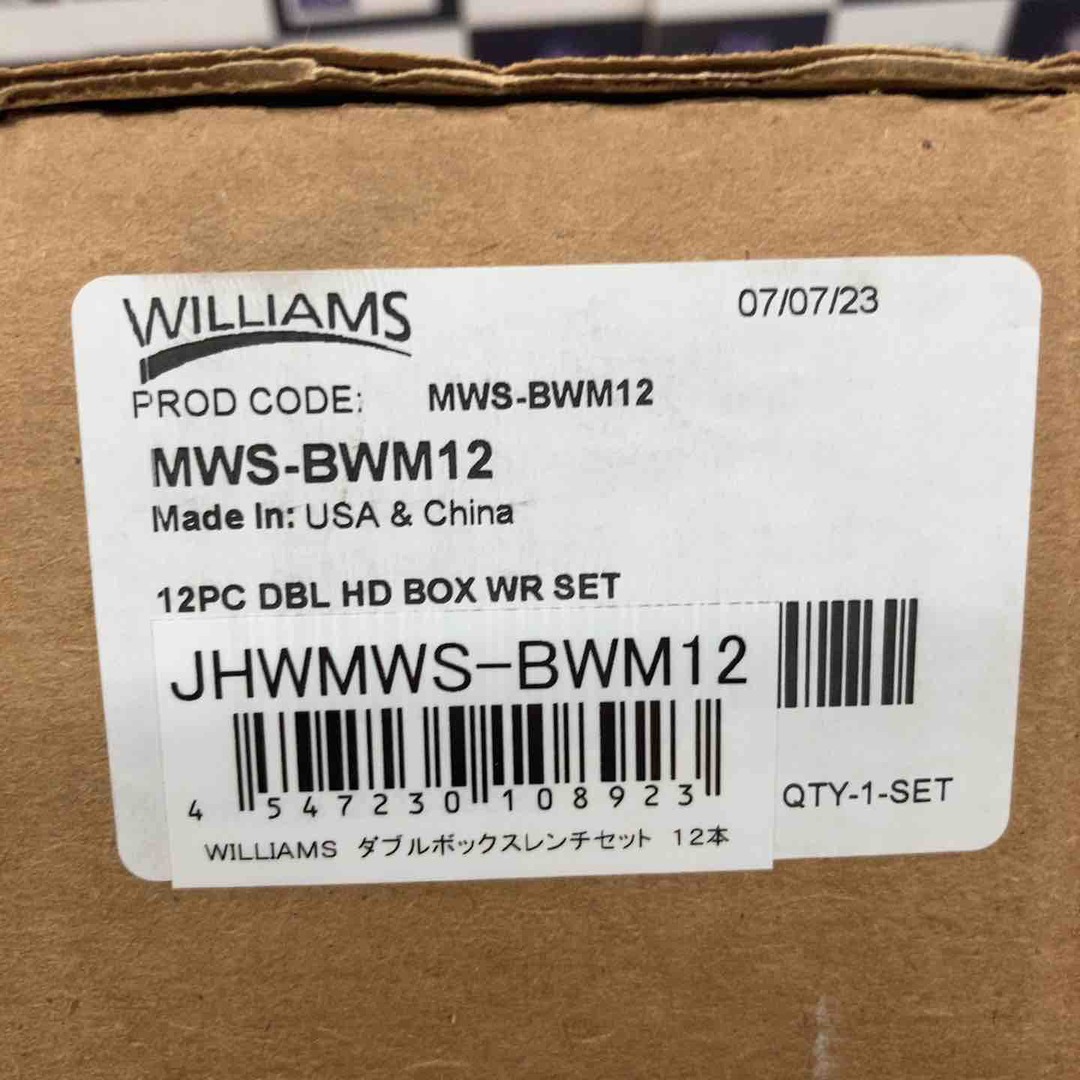 WILLIAMS
07/07/23
PROD CODE: MWS-BWM12
MWS-BWM12
Made In: USA & China
12PC DBL HD BOX WR SET
JHWMWS-BWM12
4 547230 108923
QTY-1-SET
WILLIAMS ダブルボックスレンチセット 12本